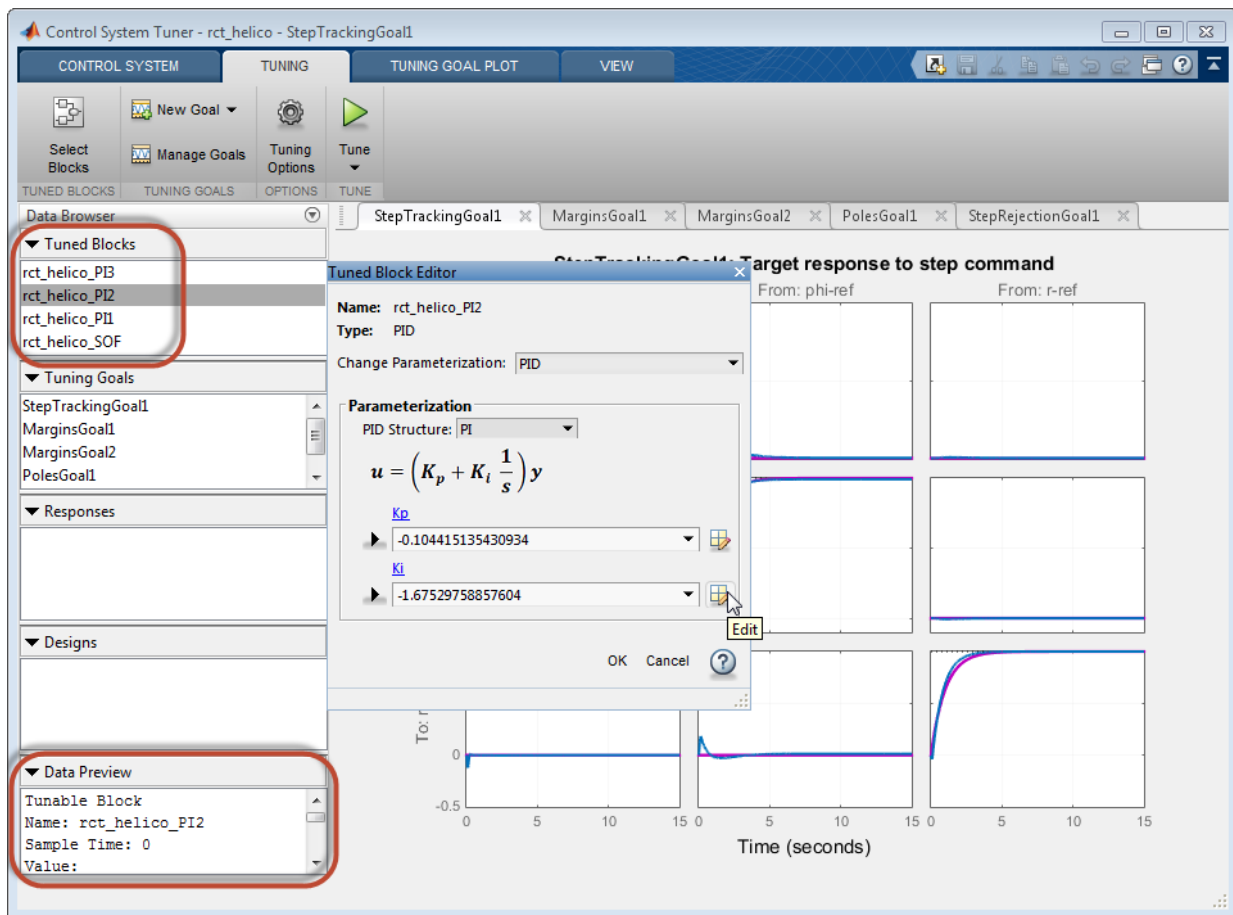 Control System Tuner - rct_helico - StepTrackingGoal1
CONTROL SYSTEM TUNING TUNING GOAL PLOT VIEW
Select Blocks
New Goal
Manage Goals
Tuning Options
Tune
TUNED BLOCKS TUNING GOALS OPTIONS TUNE
Data Browser
StepTrackingGoal1 MarginsGoal1 MarginsGoal2 PolesGoal1 StepRejectionGoal1
Tuned Blocks
rct_helico_PI3
rct_helico_PI2
rct_helico_PI1
rct_helico_SOF
Tuning Goals
StepTrackingGoal1
MarginsGoal1
MarginsGoal2
PolesGoal1
Responses
Designs
Data Preview
Tunable Block
Name: rct_helico_PI2
Sample Time: 0
Value:
StepTrackingGoal1: Target response to step command
From: phi-ref From: r-ref
Tuned Block Editor
Name: rct_helico_PI2
Type: PID
Change Parameterization: PID
Parameterization
PID Structure: PI
u = (Kp + Ki 1/s) y
Kp
-0.104415135430934
Ki
-1.67529758857604
Edit
OK Cancel
To: r
0
-0.5
0 5 10 15 0 5 10 15 0 5 10 15
Time (seconds)